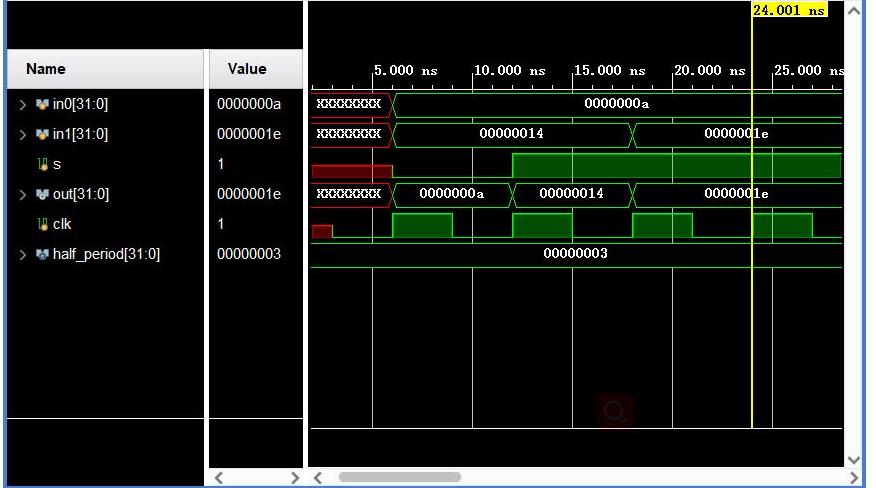 24.001 ns
Name Value
5.000 ns 10.000 ns 15.000 ns 20.000 ns 25.000 ns
in0[31:0] 0000000a XXXXXXXX 0000000a
in1[31:0] 0000001e XXXXXXXX 00000014 0000001e
s 1
out[31:0] 0000001e XXXXXXXX 0000000a 00000014 0000001e
clk 1
half_period[31:0] 00000003 00000003